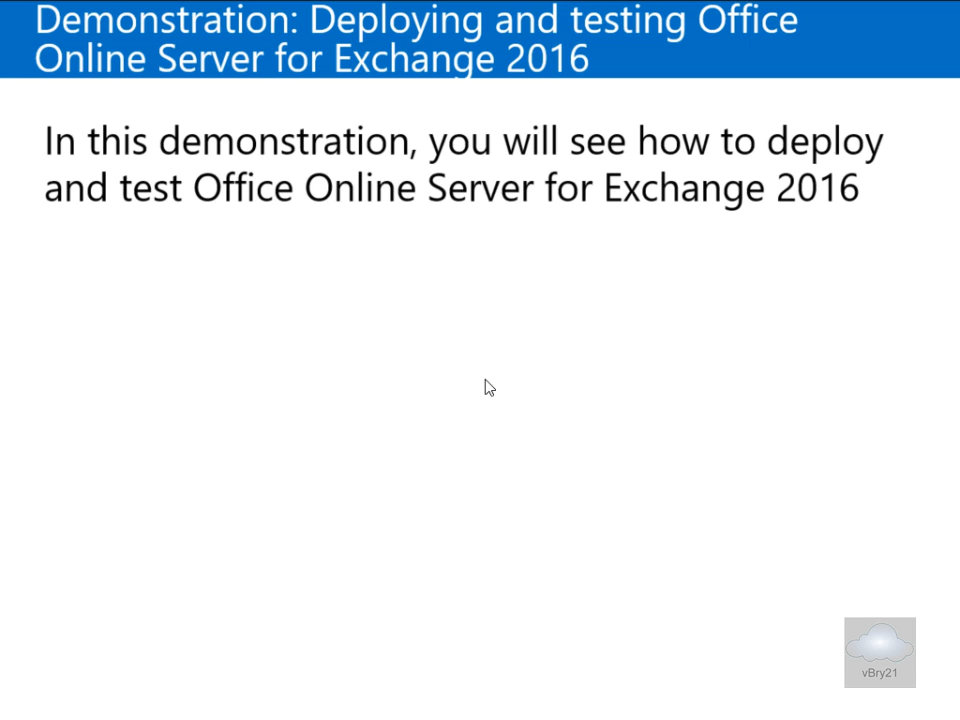 Demonstration: Deploying and testing Office
Online Server for Exchange 2016
In this demonstration, you will see how to deploy
and test Office Online Server for Exchange 2016
vBry21